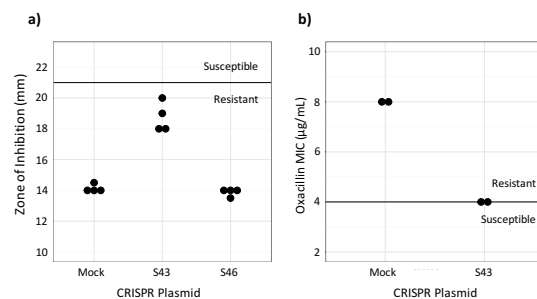 a)
Zone of Inhibition (mm)
22
20
18
16
14
12
10
Susceptible
Resistant
Mock S43 S46
CRISPR Plasmid
b)
Oxacillin MIC (µg/mL)
10
8
6
4
2
Resistant
Susceptible
Mock S43
CRISPR Plasmid